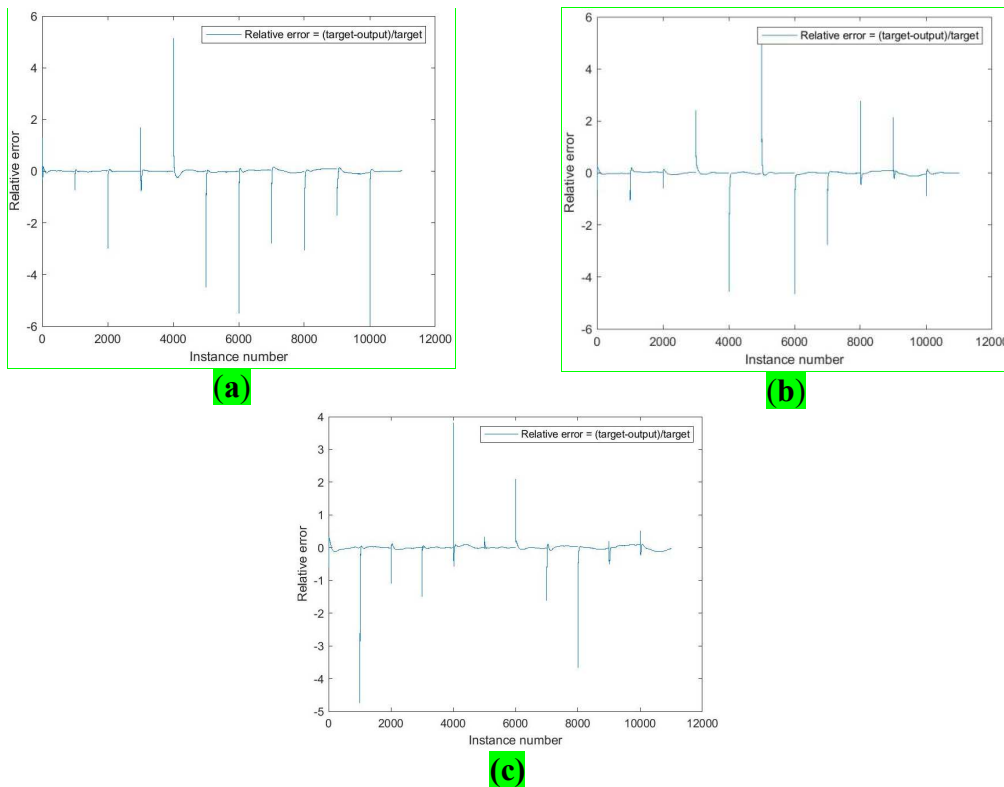 6
4
2
0
-2
-4
-6
Relative error
Relative error = (target-output)/target
0 2000 4000 6000 8000 10000 12000
Instance number
(a)
6
4
2
0
-2
-4
-6
Relative error
Relative error = (target-output)/target
0 2000 4000 6000 8000 10000 12000
Instance number
(b)
4
3
2
1
0
-1
-2
-3
-4
-5
Relative error
Relative error = (target-output)/target
0 2000 4000 6000 8000 10000 12000
Instance number
(c)